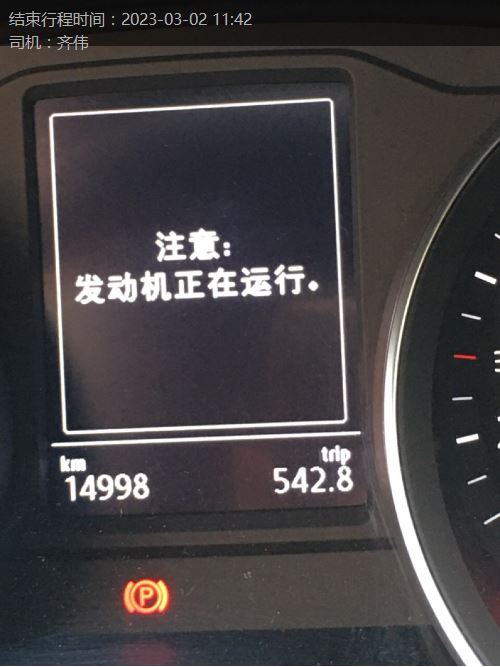 结束行程时间：2023-03-02 11:42
司机：齐伟
注意:
发动机正在运行。
km trip
14998 542.8
P